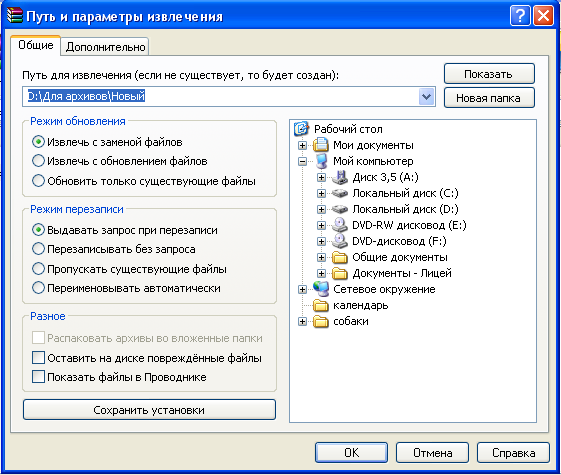 Путь и параметры извлечения
Общие
Дополнительно
Путь для извлечения (если не существует, то будет создан):
Показать
D:\Для архивов\Новый
Новая папка
Режим обновления
Извлечь с заменой файлов
Извлечь с обновлением файлов
Обновить только существующие файлы
Режим перезаписи
Выдавать запрос при перезаписи
Перезаписывать без запроса
Пропускать существующие файлы
Переименовывать автоматически
Разное
Распаковать архивы во вложенные папки
Оставить на диске повреждённые файлы
Показать файлы в Проводнике
Сохранить установки
Рабочий стол
Мои документы
Мой компьютер
Диск 3,5 (A:)
Локальный диск (C:)
Локальный диск (D:)
DVD-RW дисковод (E:)
DVD-дисковод (F:)
Общие документы
Документы - Лицей
Сетевое окружение
календарь
собаки
OK
Отмена
Справка